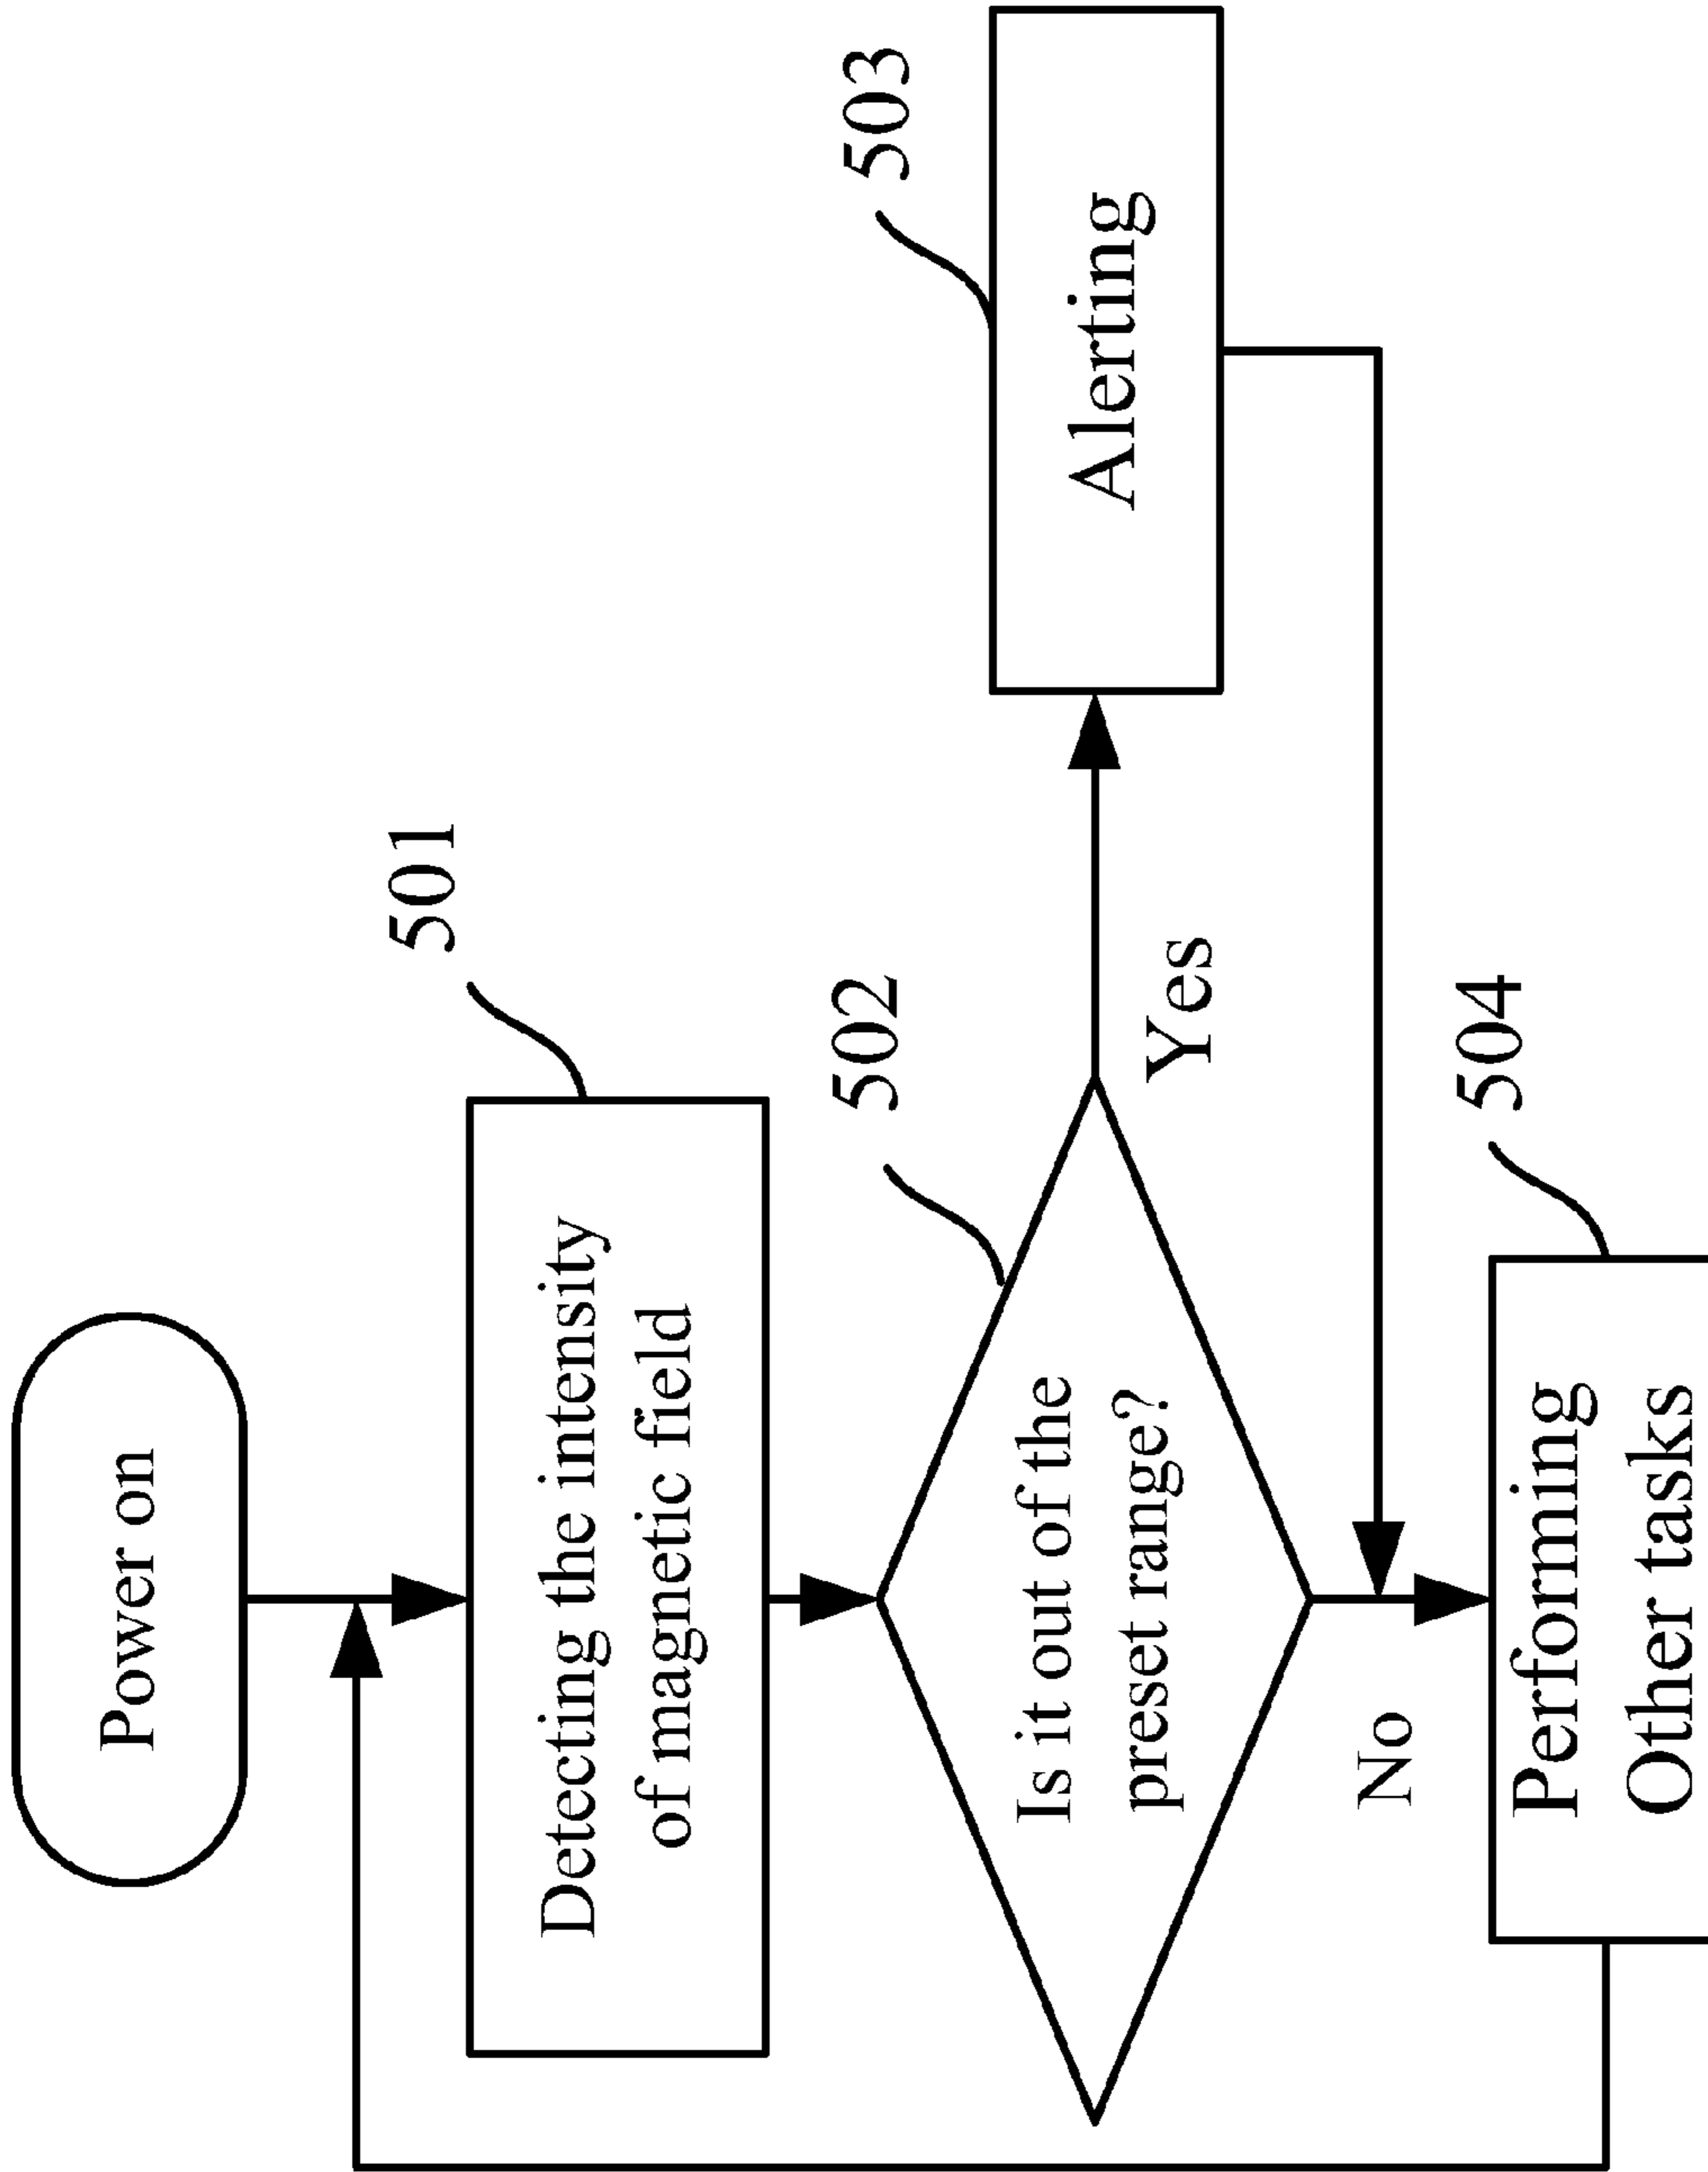 Power on
501
Detecting the intensity
of magnetic field
502
503
Is it out of the
preset range?
Yes
Alerting
No
504
Performing
Other tasks